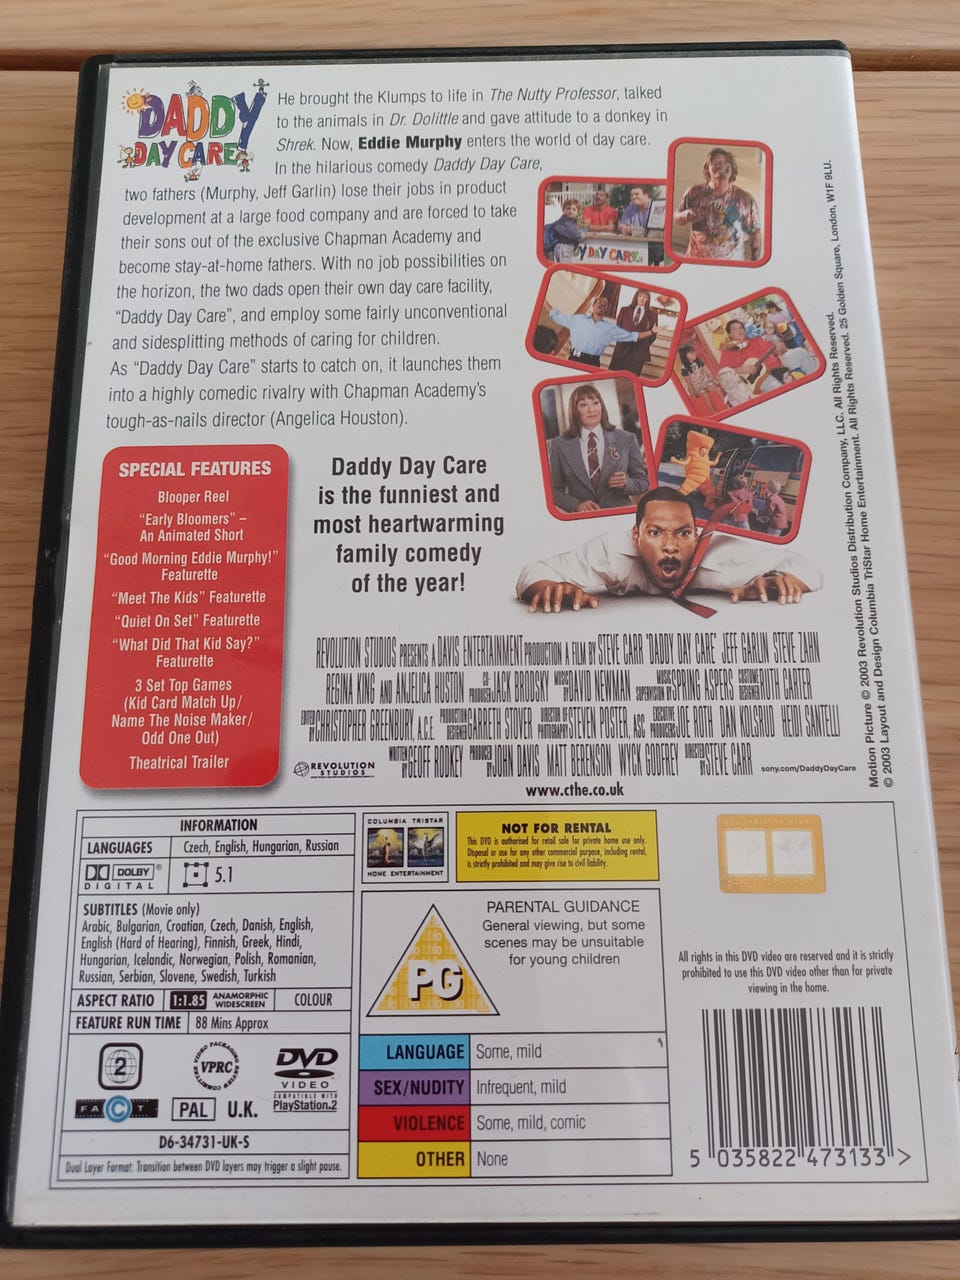 DADDY
DAY CARE
He brought the Klumps to life in The Nutty Professor, talked
to the animals in Dr. Dolittle and gave attitude to a donkey in
Shrek. Now, Eddie Murphy enters the world of day care.
In the hilarious comedy Daddy Day Care,
two fathers (Murphy, Jeff Garlin) lose their jobs in product
development at a large food company and are forced to take
their sons out of the exclusive Chapman Academy and
become stay-at-home fathers. With no job possibilities on
the horizon, the two dads open their own day care facility,
“Daddy Day Care”, and employ some fairly unconventional
and sidesplitting methods of caring for children.
As “Daddy Day Care” starts to catch on, it launches them
into a highly comedic rivalry with Chapman Academy’s
tough-as-nails director (Angelica Houston).
DY DAY CARE
SPECIAL FEATURES
Blooper Reel
“Early Bloomers” –
An Animated Short
“Good Morning Eddie Murphy!”
Featurette
“Meet The Kids” Featurette
“Quiet On Set” Featurette
“What Did That Kid Say?”
Featurette
3 Set Top Games
(Kid Card Match Up/
Name The Noise Maker/
Odd One Out)
Theatrical Trailer
Daddy Day Care
is the funniest and
most heartwarming
family comedy
of the year!
REVOLUTION STUDIOS PRESENTS A DAVIS ENTERTAINMENT PRODUCTION A FILM BY STEVE CARR ‘DADDY DAY CARE’ JEFF GARLIN STEVE ZAHN
REGINA KING AND ANJELICA HUSTON CO-PRODUCER JACK BRODSKY MUSIC BY DAVID NEWMAN MUSIC SUPERVISION BY SPRING ASPERS COSTUME DESIGNER RUTH CARTER
EDITED BY CHRISTOPHER GREENBURY, A.C.E. PRODUCTION DESIGNER GARRETH STOVER DIRECTOR OF PHOTOGRAPHY STEVEN POSTER, ASC EXECUTIVE PRODUCERS JOE ROTH DAN KOLSRUD HEIDI SANTELLI
REVOLUTION STUDIOS WRITTEN BY GEOFF RODKEY PRODUCED BY JOHN DAVIS MATT BERENSON WYCK GODFREY DIRECTED BY STEVE CARR sony.com/DaddyDayCare
www.cthe.co.uk
Motion Picture © 2003 Revolution Studios Distribution Company, LLC. All Rights Reserved.
© 2003 Layout and Design Columbia TriStar Home Entertainment. All Rights Reserved. 25 Golden Square, London, W1F 9LU.
INFORMATION
LANGUAGES Czech, English, Hungarian, Russian
DOLBY®
DIGITAL
5.1
SUBTITLES (Movie only)
Arabic, Bulgarian, Croatian, Czech, Danish, English,
English (Hard of Hearing), Finnish, Greek, Hindi,
Hungarian, Icelandic, Norwegian, Polish, Romanian,
Russian, Serbian, Slovene, Swedish, Turkish
ASPECT RATIO 1:1.85 ANAMORPHIC WIDESCREEN COLOUR
FEATURE RUN TIME 88 Mins Approx
2
VIDEO PACKAGING REVIEW COMMITTEE
VPRC
DVD
VIDEO
COMPATIBLE WITH
PlayStation.2
FACT
PAL U.K.
D6-34731-UK-S
Dual Layer Format: Transition between DVD layers may trigger a slight pause.
COLUMBIA TRISTAR
HOME ENTERTAINMENT
NOT FOR RENTAL
This DVD is authorised for retail sale for private home use only.
Disposal or use for any other commercial purpose, including rental,
is strictly prohibited and may give rise to civil liability.
PG
PARENTAL GUIDANCE
General viewing, but some
scenes may be unsuitable
for young children
LANGUAGE Some, mild
SEX/NUDITY Infrequent, mild
VIOLENCE Some, mild, comic
OTHER None
COLUMBIA TRISTAR
HOME ENTERTAINMENT
All rights in this DVD video are reserved and it is strictly
prohibited to use this DVD video other than for private
viewing in the home.
5 035822 473133 >